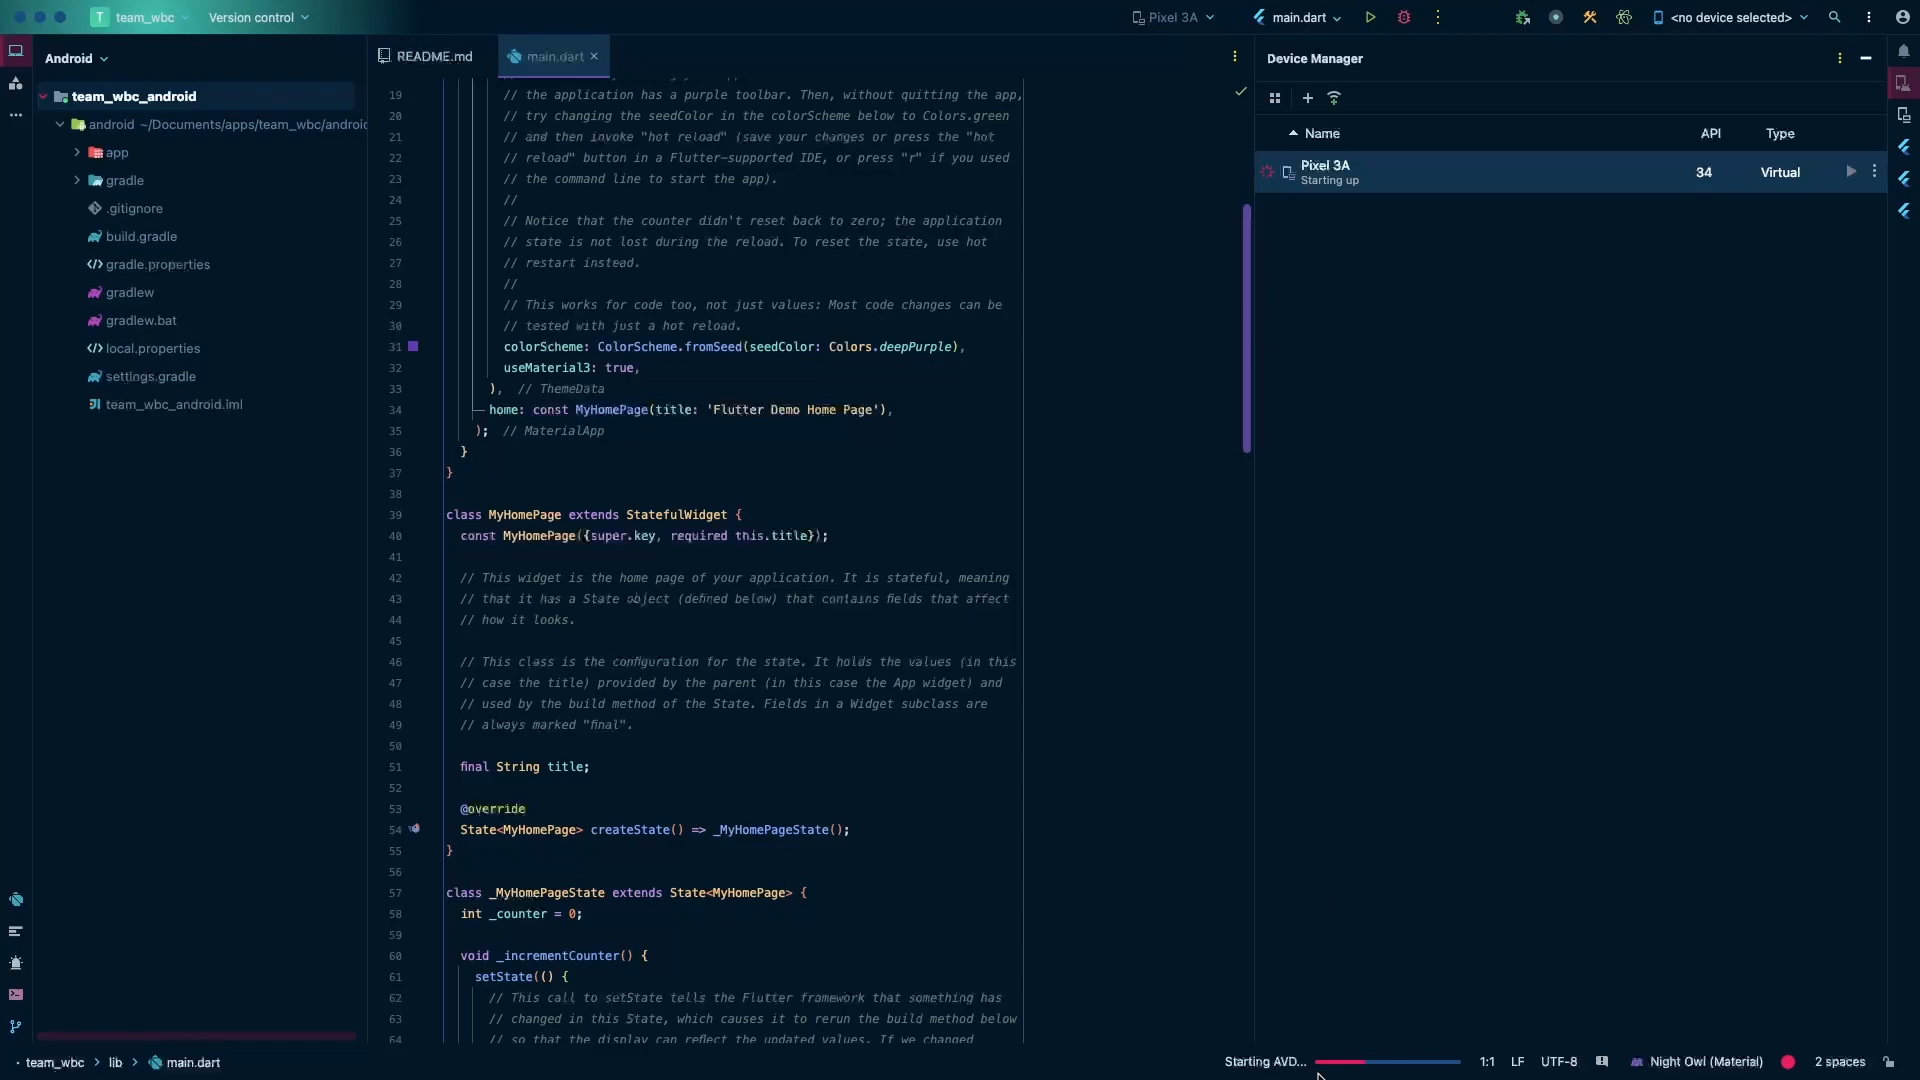 T team_wbc
Version control
Pixel 3A
main.dart
<no device selected>
Android
README.md
main.dart
Device Manager
team_wbc_android
android ~/Documents/apps/team_wbc/androic
app
gradle
.gitignore
build.gradle
gradle.properties
gradlew
gradlew.bat
local.properties
settings.gradle
team_wbc_android.iml
19 // the application has a purple toolbar. Then, without quitting the app,
20 // try changing the seedColor in the colorScheme below to Colors.green
21 // and then invoke "hot reload" (save your changes or press the "hot
22 // reload" button in a Flutter-supported IDE, or press "r" if you used
23 // the command line to start the app).
24 //
25 // Notice that the counter didn't reset back to zero; the application
26 // state is not lost during the reload. To reset the state, use hot
27 // restart instead.
28 //
29 // This works for code too, not just values: Most code changes can be
30 // tested with just a hot reload.
31 colorScheme: ColorScheme.fromSeed(seedColor: Colors.deepPurple),
32 useMaterial3: true,
33 ), // ThemeData
34 home: const MyHomePage(title: 'Flutter Demo Home Page'),
35 ); // MaterialApp
36 }
37 }
38
39 class MyHomePage extends StatefulWidget {
40 const MyHomePage({super.key, required this.title});
41
42 // This widget is the home page of your application. It is stateful, meaning
43 // that it has a State object (defined below) that contains fields that affect
44 // how it looks.
45
46 // This class is the configuration for the state. It holds the values (in this
47 // case the title) provided by the parent (in this case the App widget) and
48 // used by the build method of the State. Fields in a Widget subclass are
49 // always marked "final".
50
51 final String title;
52
53 @override
54 State<MyHomePage> createState() => _MyHomePageState();
55 }
56
57 class _MyHomePageState extends State<MyHomePage> {
58 int _counter = 0;
59
60 void _incrementCounter() {
61 setState(() {
62 // This call to setState tells the Flutter framework that something has
63 // changed in this State, which causes it to rerun the build method below
64 // so that the display can reflect the updated values. If we changed
Name API Type
Pixel 3A
Starting up
34 Virtual
team_wbc > lib > main.dart
Starting AVD...
1:1 LF UTF-8 Night Owl (Material) 2 spaces